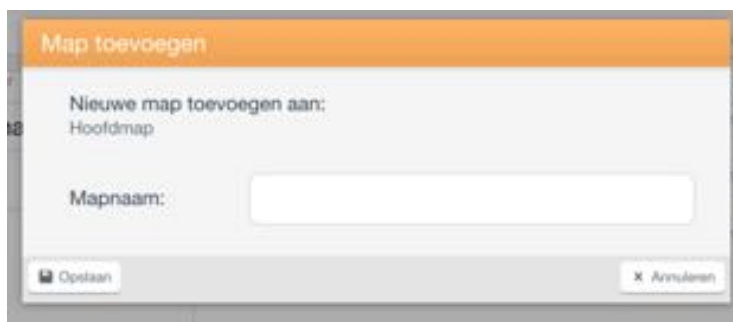 Map toevoegen
Nieuwe map toevoegen aan:
Hoofdmap
Mapnaam:
Opslaan
Annuleren